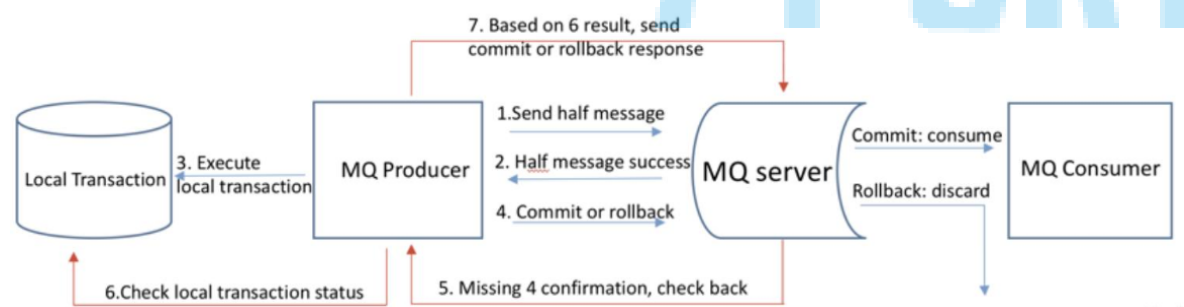 7. Based on 6 result, send
commit or rollback response
1.Send half message
2. Half message success
3. Execute
local transaction
4. Commit or rollback
Local Transaction
MQ Producer
MQ server
Commit: consume
Rollback: discard
MQ Consumer
6.Check local transaction status
5. Missing 4 confirmation, check back